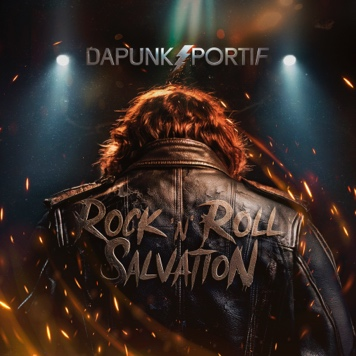 DAPUNKSPORTIF
ROCK N ROLL
SALVATION